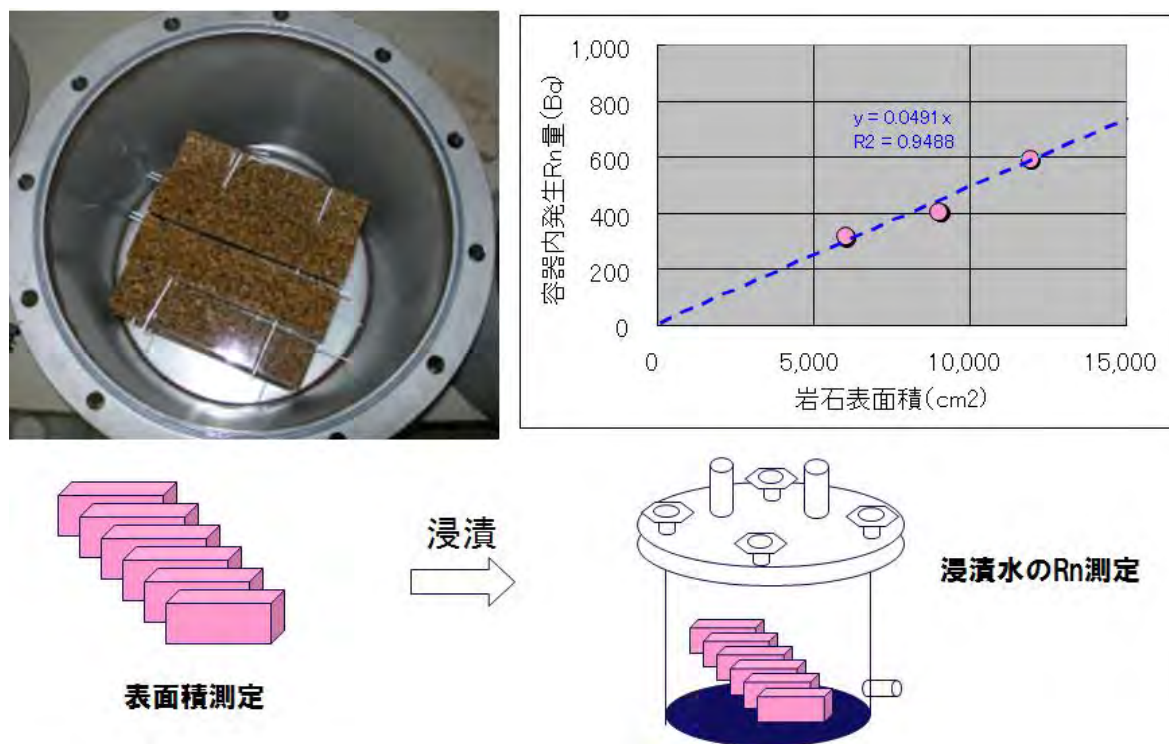 容器内発生Rn量(Bq)
1,000
800
600
400
200
0
y = 0.0491x
R2 = 0.9488
0
5,000
10,000
15,000
岩石表面積(cm2)
浸漬
浸漬水のRn測定
表面積測定